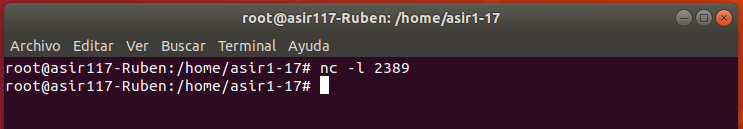 root@asir117-Ruben: /home/asir1-17
Archivo Editar Ver Buscar Terminal Ayuda
root@asir117-Ruben:/home/asir1-17# nc -l 2389
root@asir117-Ruben:/home/asir1-17#